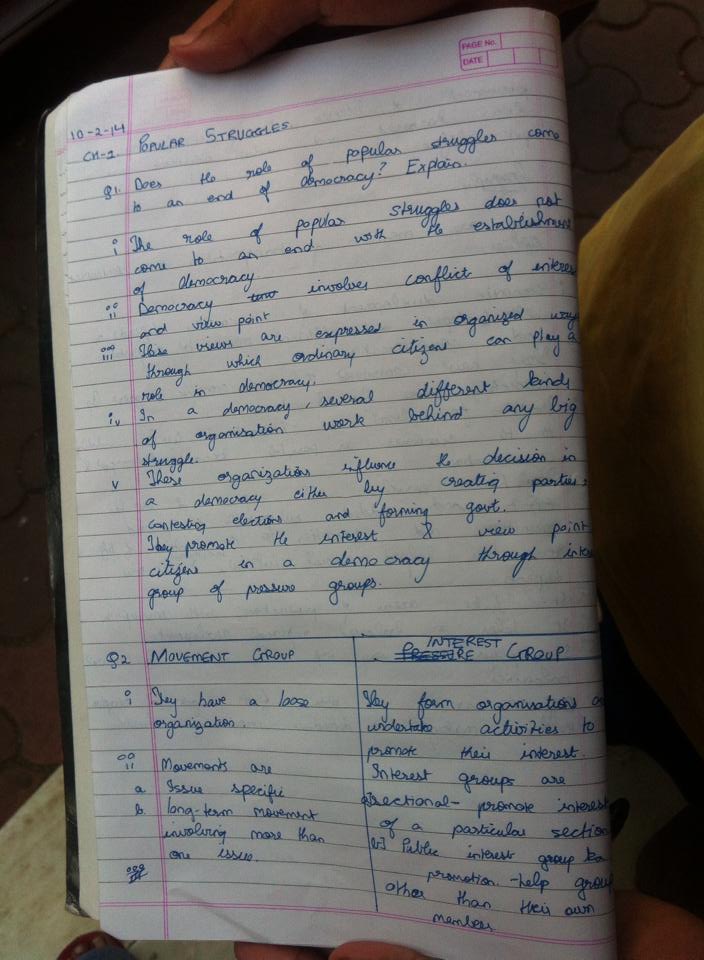 PAGE No.
DATE
10-2-14
CH-2 POPULAR STRUGGLES
Q1. Does the role of popular struggles come
to an end of democracy? Explain.
i The role of popular struggles does not
come to an end with the establishment
of democracy
ii Democracy involves conflict of interes
and view point
iii These views are expressed in organized way
through which ordinary citizens can play a
role in democracy.
iv In a democracy, several different kinds
of organisation work behind any big
struggle.
v These organizations influence the decision in
a democracy either by creating parties,
contesting elections and forming govt.
They promote the interest & view point
citizens in a democracy through inte
group of pressure groups.
Q2 MOVEMENT GROUP
i They have a loose
organization.
ii Movements are
a Issue specific
b. long-term movement
involving more than
one issue.
iii
INTEREST
PRESSURE GROUP
They form organisations a
undertake activities to
promote their interest.
Interest groups are
a] Sectional- promote interest
of a particular section
b] Public interest group
promotion. -help group
other than their own
members